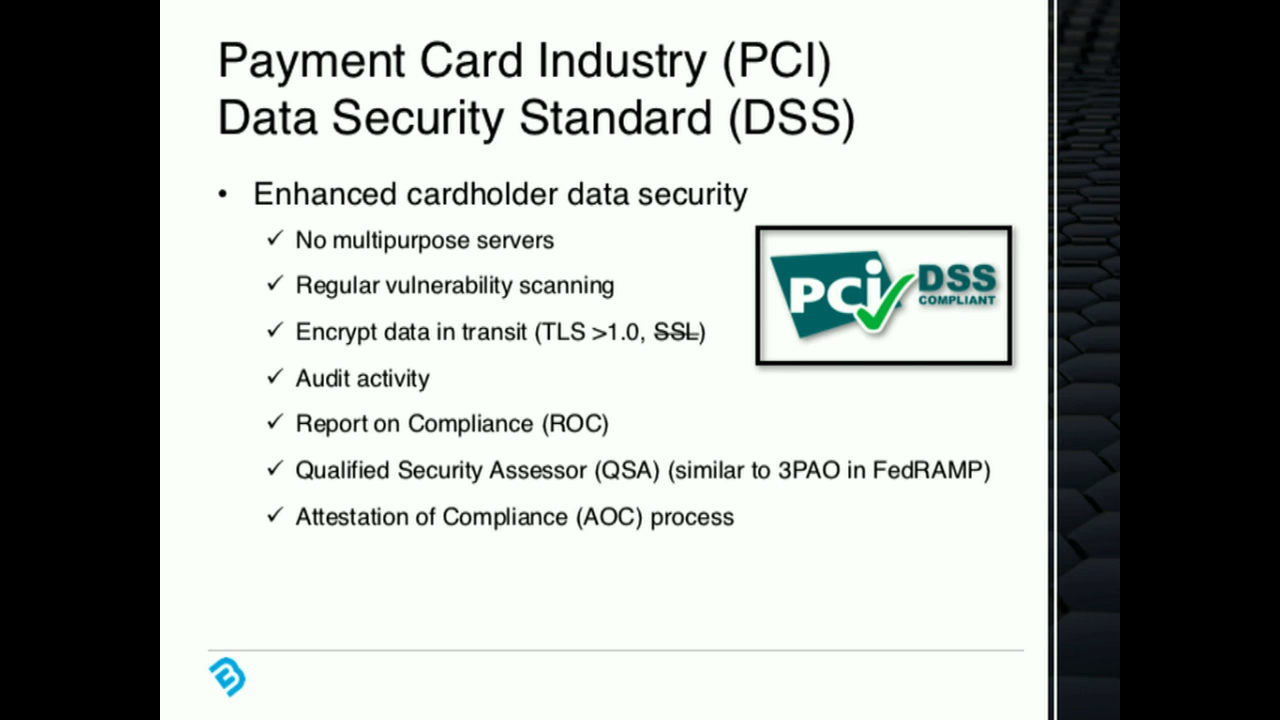 Payment Card Industry (PCI)
Data Security Standard (DSS)
• Enhanced cardholder data security
✓ No multipurpose servers
✓ Regular vulnerability scanning
✓ Encrypt data in transit (TLS >1.0, SSL)
✓ Audit activity
✓ Report on Compliance (ROC)
✓ Qualified Security Assessor (QSA) (similar to 3PAO in FedRAMP)
✓ Attestation of Compliance (AOC) process
PCi DSS
COMPLIANT